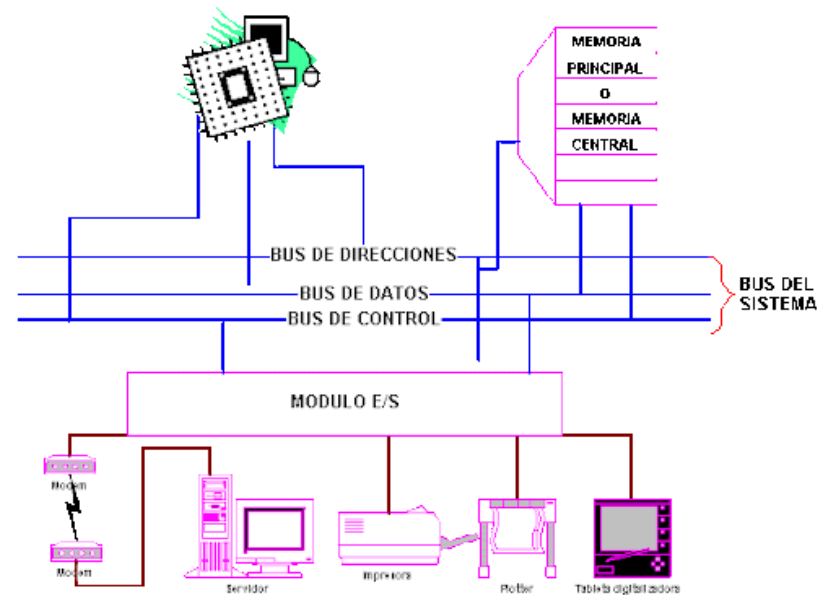 MEMORIA
PRINCIPAL
O
MEMORIA
CENTRAL
BUS DE DIRECCIONES
BUS DE DATOS
BUS DE CONTROL
BUS DEL
SISTEMA
MODULO E/S
Modem
Modem
Servidor
Impresora
Plotter
Tableta digitalizadora